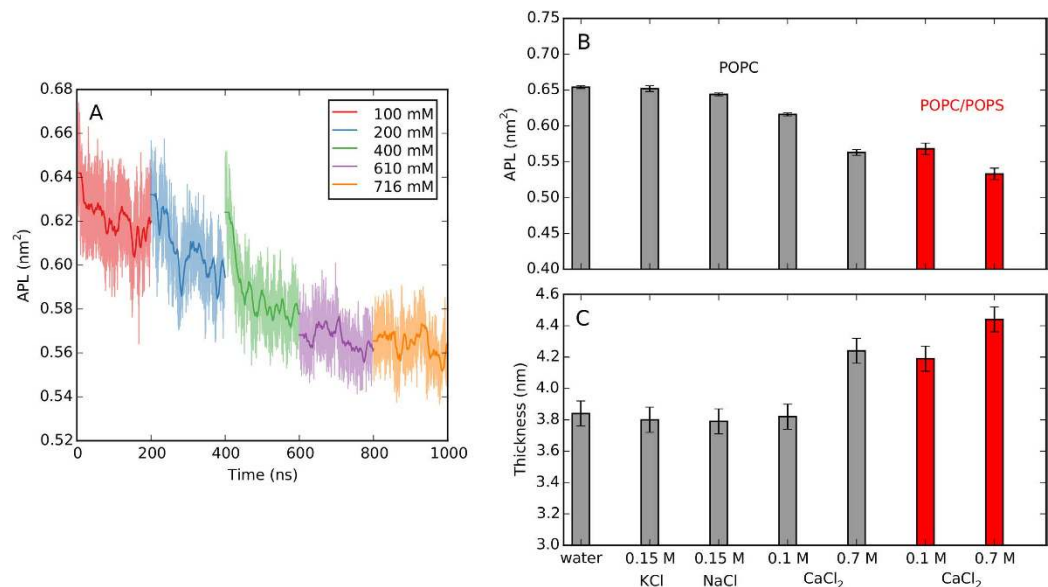 A
APL (nm²)
0.68
0.66
0.64
0.62
0.60
0.58
0.56
0.54
0.52
100 mM
200 mM
400 mM
610 mM
716 mM
0 200 400 600 800 1000
Time (ns)
B
POPC
POPC/POPS
APL (nm²)
0.75
0.70
0.65
0.60
0.55
0.50
0.45
0.40
C
Thickness (nm)
4.6
4.4
4.2
4.0
3.8
3.6
3.4
3.2
3.0
water 0.15 M 0.15 M 0.1 M 0.7 M 0.1 M 0.7 M
KCl NaCl CaCl₂ CaCl₂